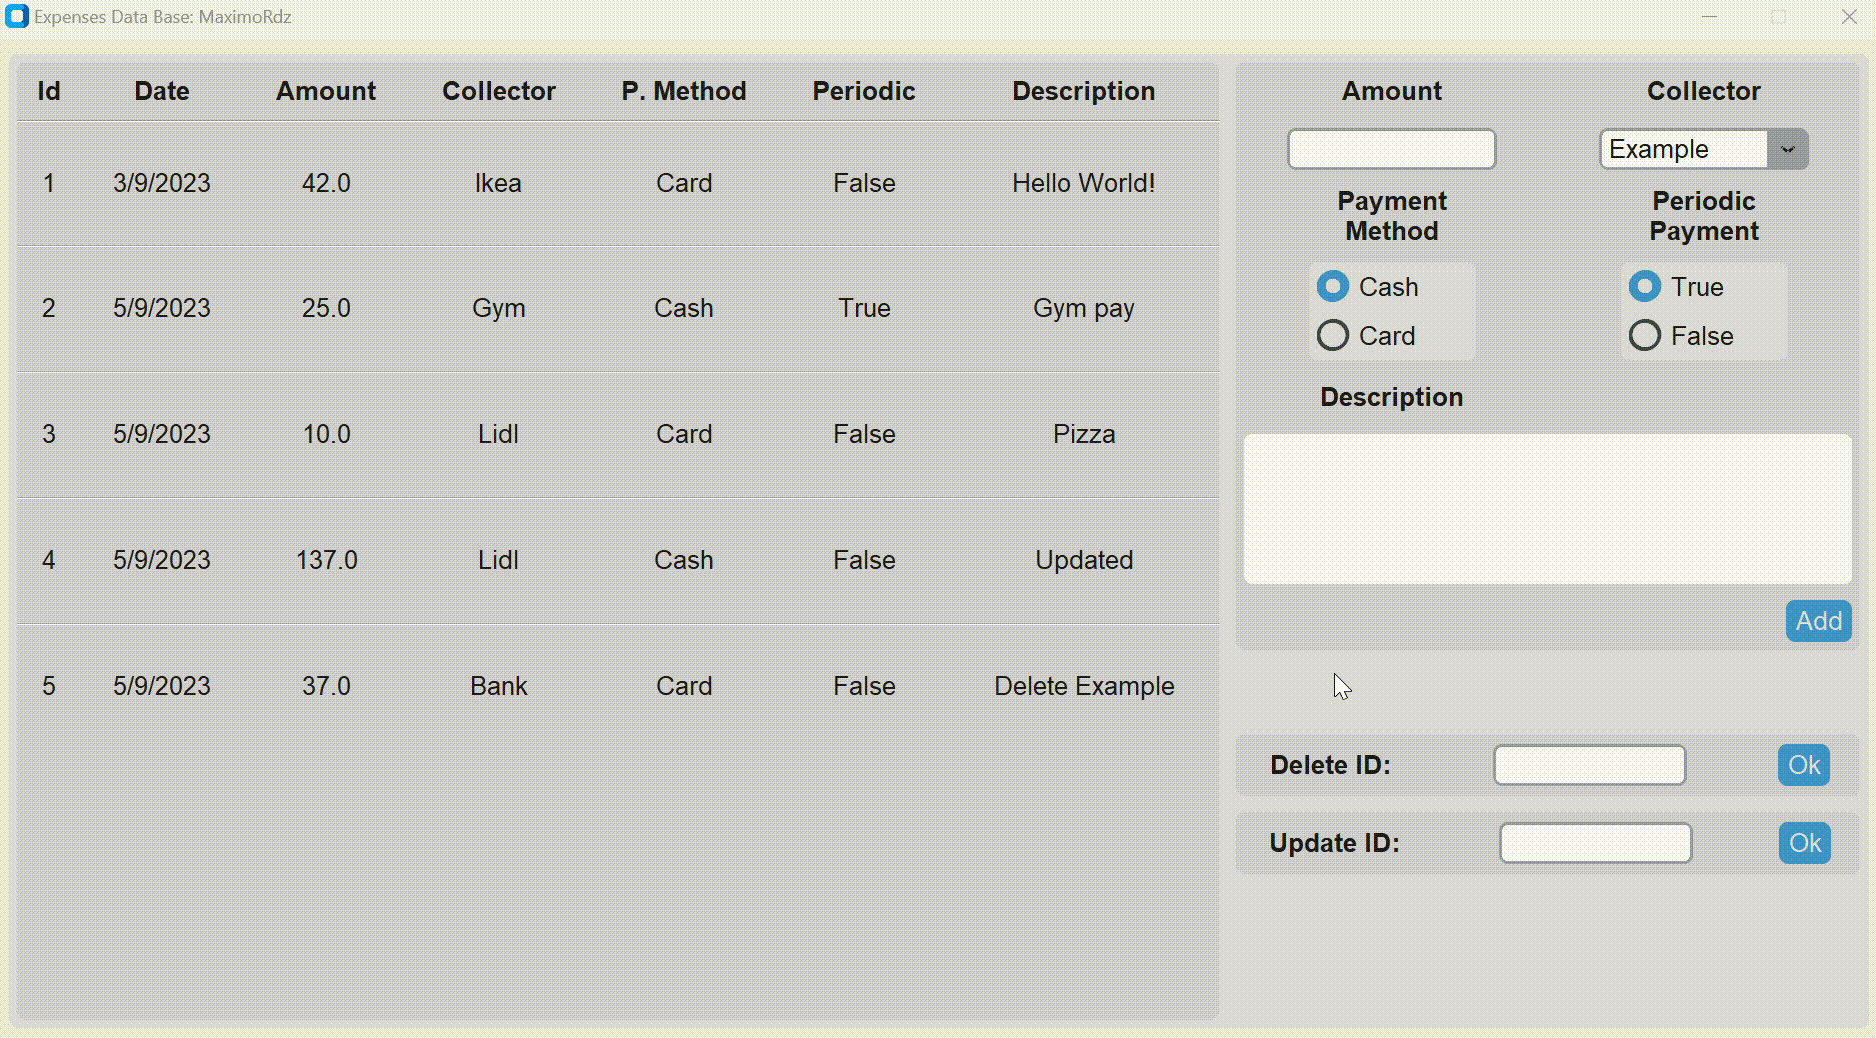 Expenses Data Base: MaximoRdz
Id Date Amount Collector P. Method Periodic Description
1 3/9/2023 42.0 Ikea Card False Hello World!
2 5/9/2023 25.0 Gym Cash True Gym pay
3 5/9/2023 10.0 Lidl Card False Pizza
4 5/9/2023 137.0 Lidl Cash False Updated
5 5/9/2023 37.0 Bank Card False Delete Example
Amount Collector
Example
Payment Periodic
Method Payment
Cash True
Card False
Description
Add
Delete ID: Ok
Update ID: Ok